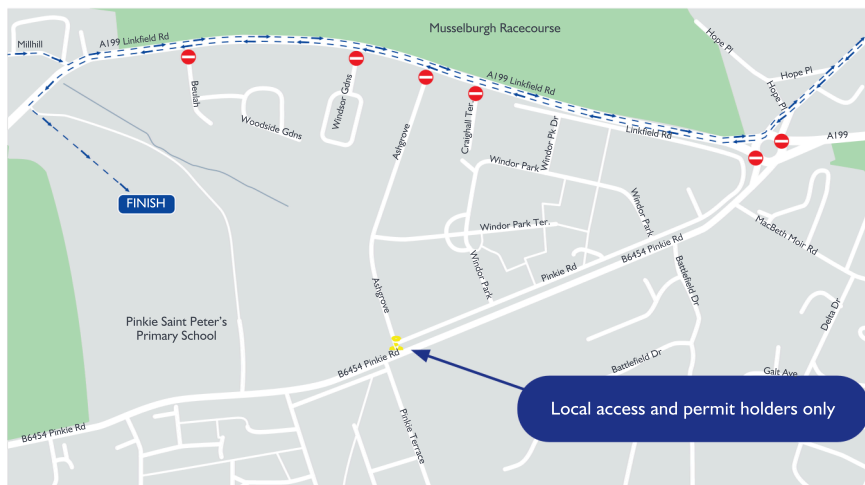 Musselburgh Racecourse
Millhill
A199 Linkfield Rd
Hope Pl
Hope Pl
Hope Pl
A199 Linkfield Rd
Beulah
Windsor Gdns
Woodside Gdns
Ashgrove
Craighall Ter.
Windor Pk Dr
Linkfield Rd
A199
Windor Park
FINISH
Windor Park
Windor Park Ter.
MacBeth Moir Rd
B6454 Pinkie Rd
Pinkie Rd
Windor Park
Battlefield Dr
Ashgrove
Delta Dr
Pinkie Saint Peter's
Primary School
B6454 Pinkie Rd
Battlefield Dr
Galt Ave
Local access and permit holders only
Pinkie Terrace
B6454 Pinkie Rd